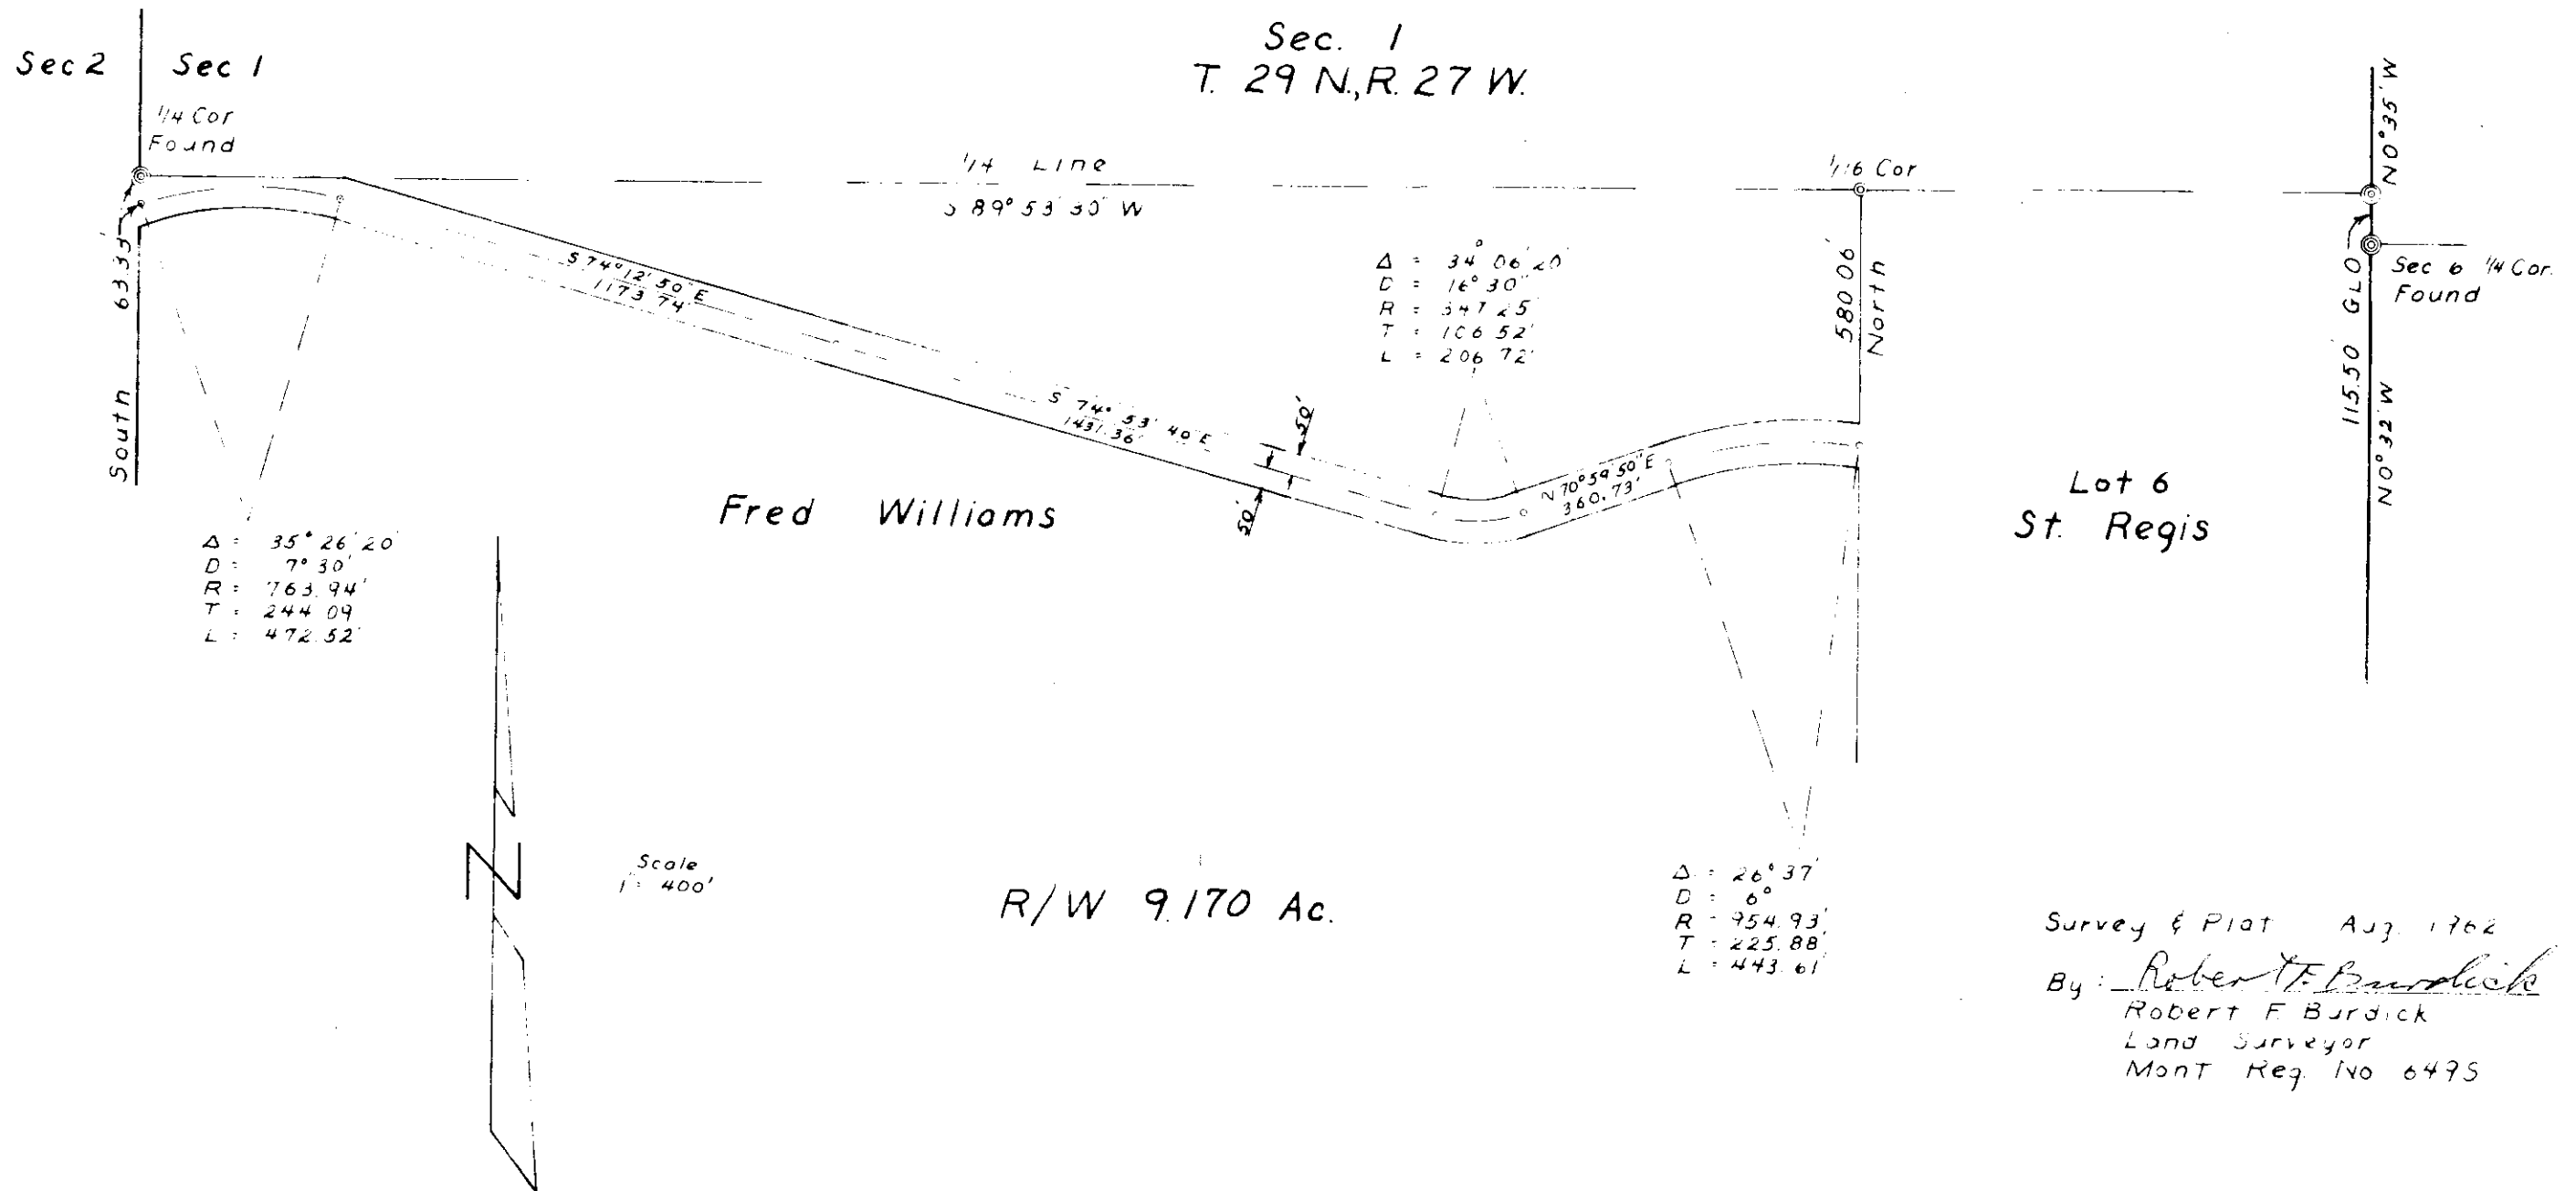 Sec. 1
T. 29 N., R. 27 W.
Sec 2
Sec 1
1/4 Cor
Found
1/4 Line
S 89° 53' 30" W
1/16 Cor
N 0° 35' W.
Sec 6 1/4 Cor.
Found
115.50 GLO
N 0° 32' W
63.33
South
S 74° 12' 50" E
1173.74'
S 74° 53' 40" E
1431.36'
50'
50'
Δ = 34° 06' 20"
D = 16° 30'
R = 347.25'
T = 106.52'
L = 206.72'
580.06'
North
N 70° 59' 50" E
360.73'
Lot 6
St. Regis
Fred Williams
Δ = 35° 26' 20"
D = 7° 30'
R = 763.94'
T = 244.09
L = 472.52'
N
Scale
1" = 400'
R/W 9.170 Ac.
Δ = 26° 37'
D = 6°
R = 954.93'
T = 225.88'
L = 443.61'
Survey & Plat Aug. 1962
By: Robert F. Burdick
Robert F. Burdick
Land Surveyor
Mont Reg. No 649S